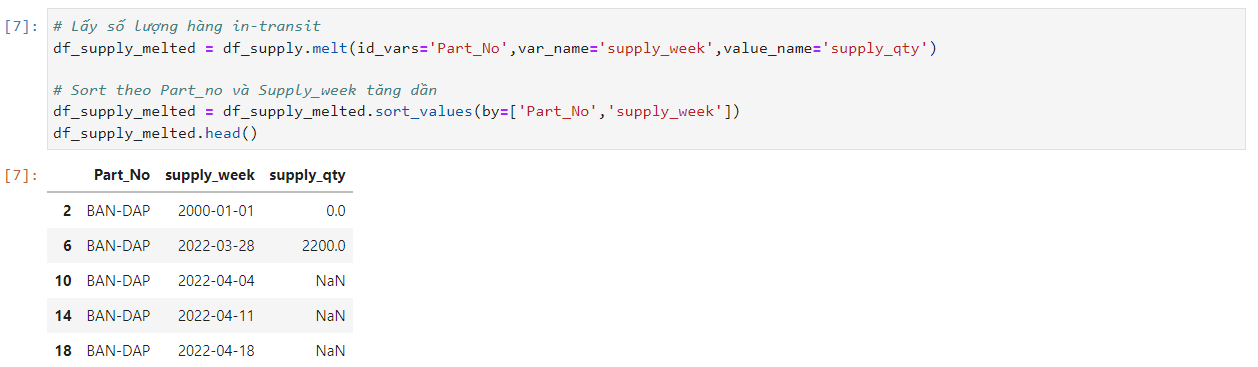 [7]: # Lấy số lượng hàng in-transit
df_supply_melted = df_supply.melt(id_vars='Part_No',var_name='supply_week',value_name='supply_qty')
# Sort theo Part_no và Supply_week tăng dần
df_supply_melted = df_supply_melted.sort_values(by=['Part_No','supply_week'])
df_supply_melted.head()
[7]: Part_No supply_week supply_qty
2 BAN-DAP 2000-01-01 0.0
6 BAN-DAP 2022-03-28 2200.0
10 BAN-DAP 2022-04-04 NaN
14 BAN-DAP 2022-04-11 NaN
18 BAN-DAP 2022-04-18 NaN